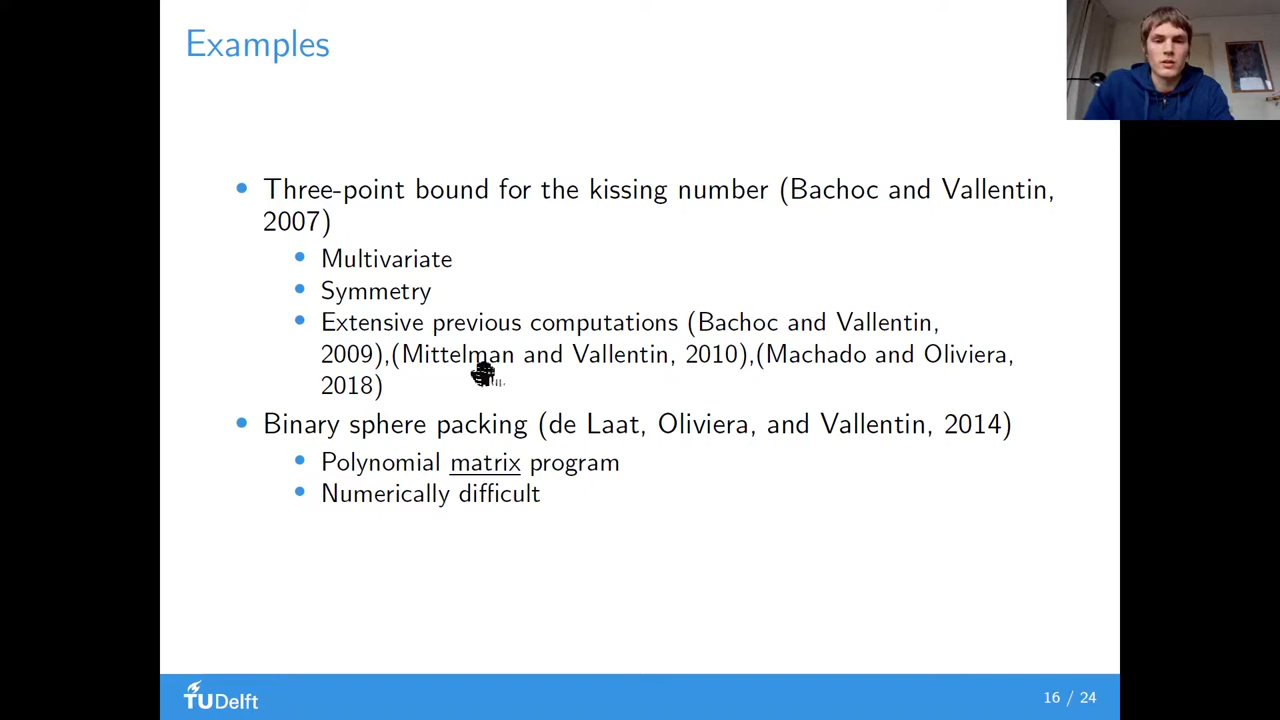 Examples
Three-point bound for the kissing number (Bachoc and Vallentin,
2007)
Multivariate
Symmetry
Extensive previous computations (Bachoc and Vallentin,
2009),(Mittelman and Vallentin, 2010),(Machado and Oliviera,
2018)
Binary sphere packing (de Laat, Oliviera, and Vallentin, 2014)
Polynomial matrix program
Numerically difficult
TUDelft
16 / 24